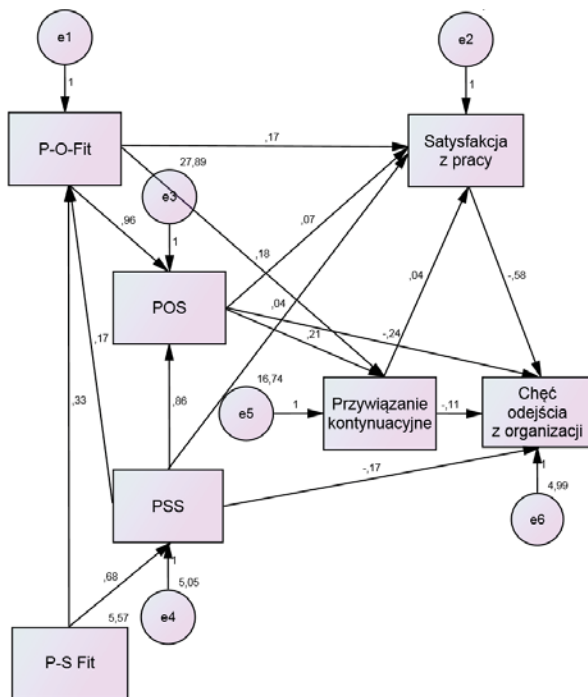 e1
e2
1
1
P-O-Fit
,17
Satysfakcja
z pracy
27,89
e3
,96
1
,07
,18
POS
,04
,04
-,58
,17
,21
-,24
,33
,86
16,74
e5
1
Przywiązanie
kontynuacyjne
-,11
Chęć
odejścia
z organizacji
PSS
-,17
1
4,99
e6
,68
1
5,05
5,57
e4
P-S Fit